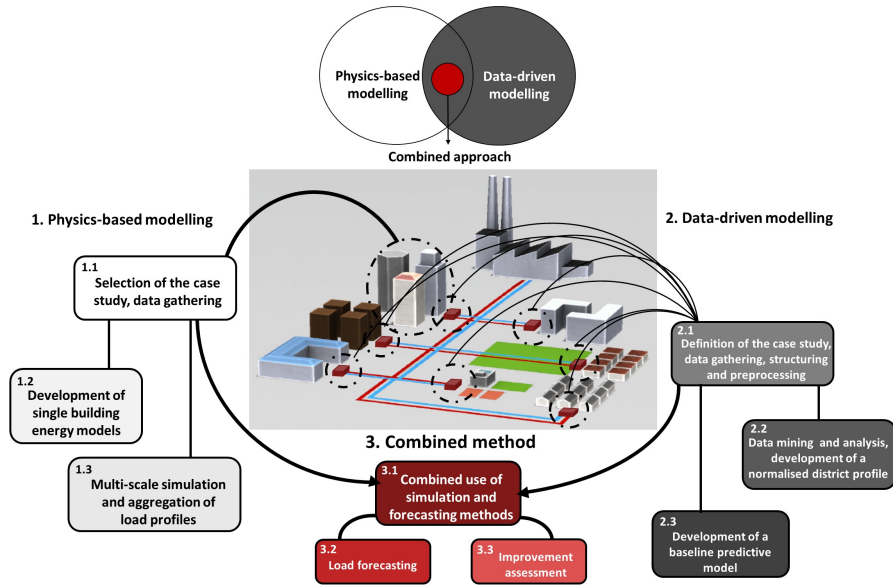 Physics-based
modelling
Data-driven
modelling
Combined approach
1. Physics-based modelling
2. Data-driven modelling
1.1
Selection of the case
study, data gathering
1.2
Development of
single building
energy models
1.3
Multi-scale simulation
and aggregation of
load profiles
2.1
Definition of the case study,
data gathering, structuring
and preprocessing
2.2
Data mining and analysis,
development of a
normalised district profile
2.3
Development of a
baseline predictive
model
3. Combined method
3.1
Combined use of
simulation and
forecasting methods
3.2
Load forecasting
3.3
Improvement
assessment